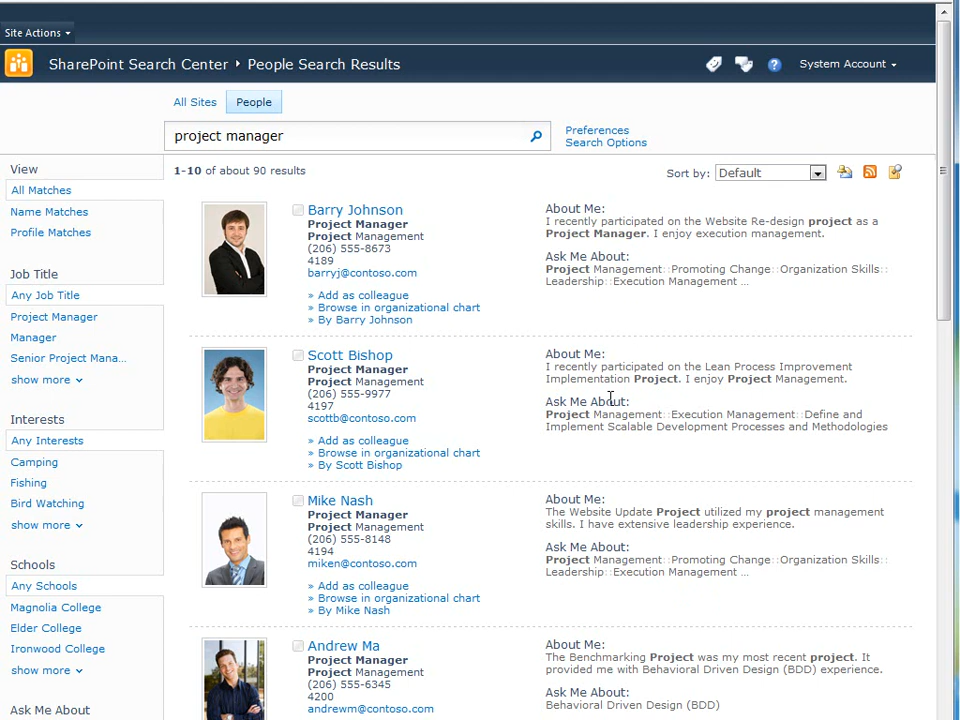 Site Actions
SharePoint Search Center ▸ People Search Results
System Account
All Sites
People
project manager
Preferences
Search Options
View
All Matches
Name Matches
Profile Matches
Job Title
Any Job Title
Project Manager
Manager
Senior Project Mana...
show more
Interests
Any Interests
Camping
Fishing
Bird Watching
show more
Schools
Any Schools
Magnolia College
Elder College
Ironwood College
show more
Ask Me About
1-10 of about 90 results
Sort by: Default
Barry Johnson
Project Manager
Project Management
(206) 555-8673
4189
barryj@contoso.com
» Add as colleague
» Browse in organizational chart
» By Barry Johnson
About Me:
I recently participated on the Website Re-design project as a
Project Manager. I enjoy execution management.
Ask Me About:
Project Management::Promoting Change::Organization Skills::
Leadership::Execution Management ...
Scott Bishop
Project Manager
Project Management
(206) 555-9977
4197
scottb@contoso.com
» Add as colleague
» Browse in organizational chart
» By Scott Bishop
About Me:
I recently participated on the Lean Process Improvement
Implementation Project. I enjoy Project Management.
Ask Me About:
Project Management::Execution Management::Define and
Implement Scalable Development Processes and Methodologies
Mike Nash
Project Manager
Project Management
(206) 555-8148
4194
miken@contoso.com
» Add as colleague
» Browse in organizational chart
» By Mike Nash
About Me:
The Website Update Project utilized my project management
skills. I have extensive leadership experience.
Ask Me About:
Project Management::Promoting Change::Organization Skills::
Leadership::Execution Management ...
Andrew Ma
Project Manager
Project Management
(206) 555-6345
4200
andrewm@contoso.com
About Me:
The Benchmarking Project was my most recent project. It
provided me with Behavioral Driven Design (BDD) experience.
Ask Me About:
Behavioral Driven Design (BDD)